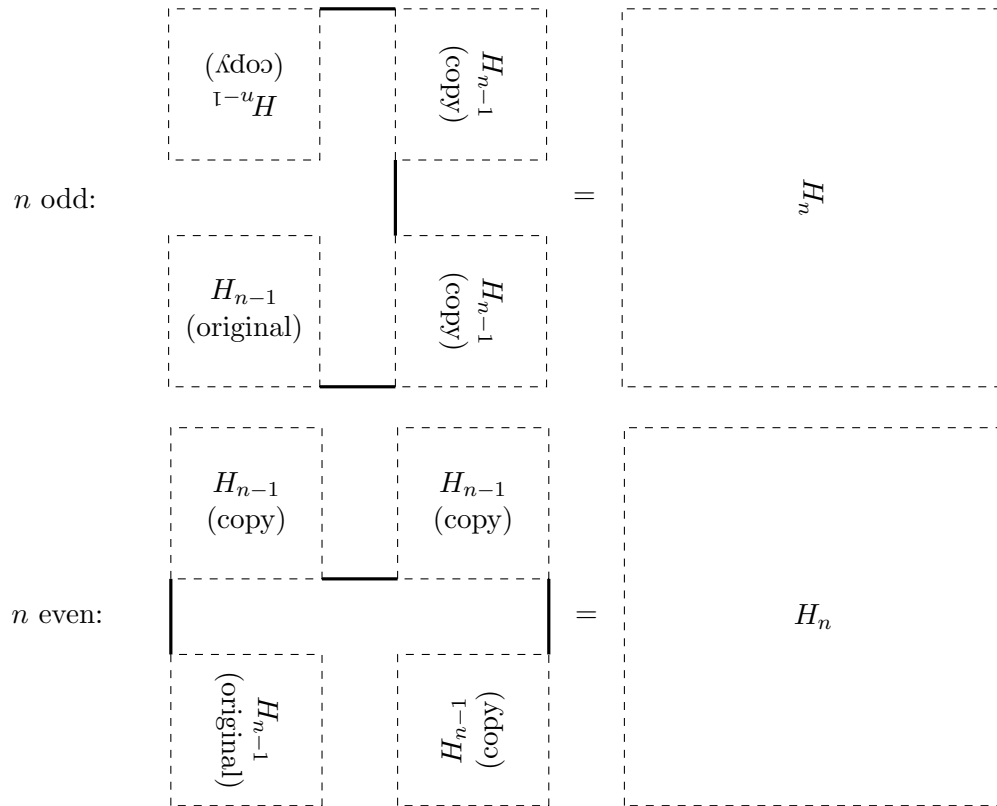 H_{n-1}
(copy)
H_{n-1}
(copy)
n odd:
=
H_n
H_{n-1}
(original)
H_{n-1}
(copy)
H_{n-1}
(copy)
H_{n-1}
(copy)
n even:
=
H_n
H_{n-1}
(original)
H_{n-1}
(copy)